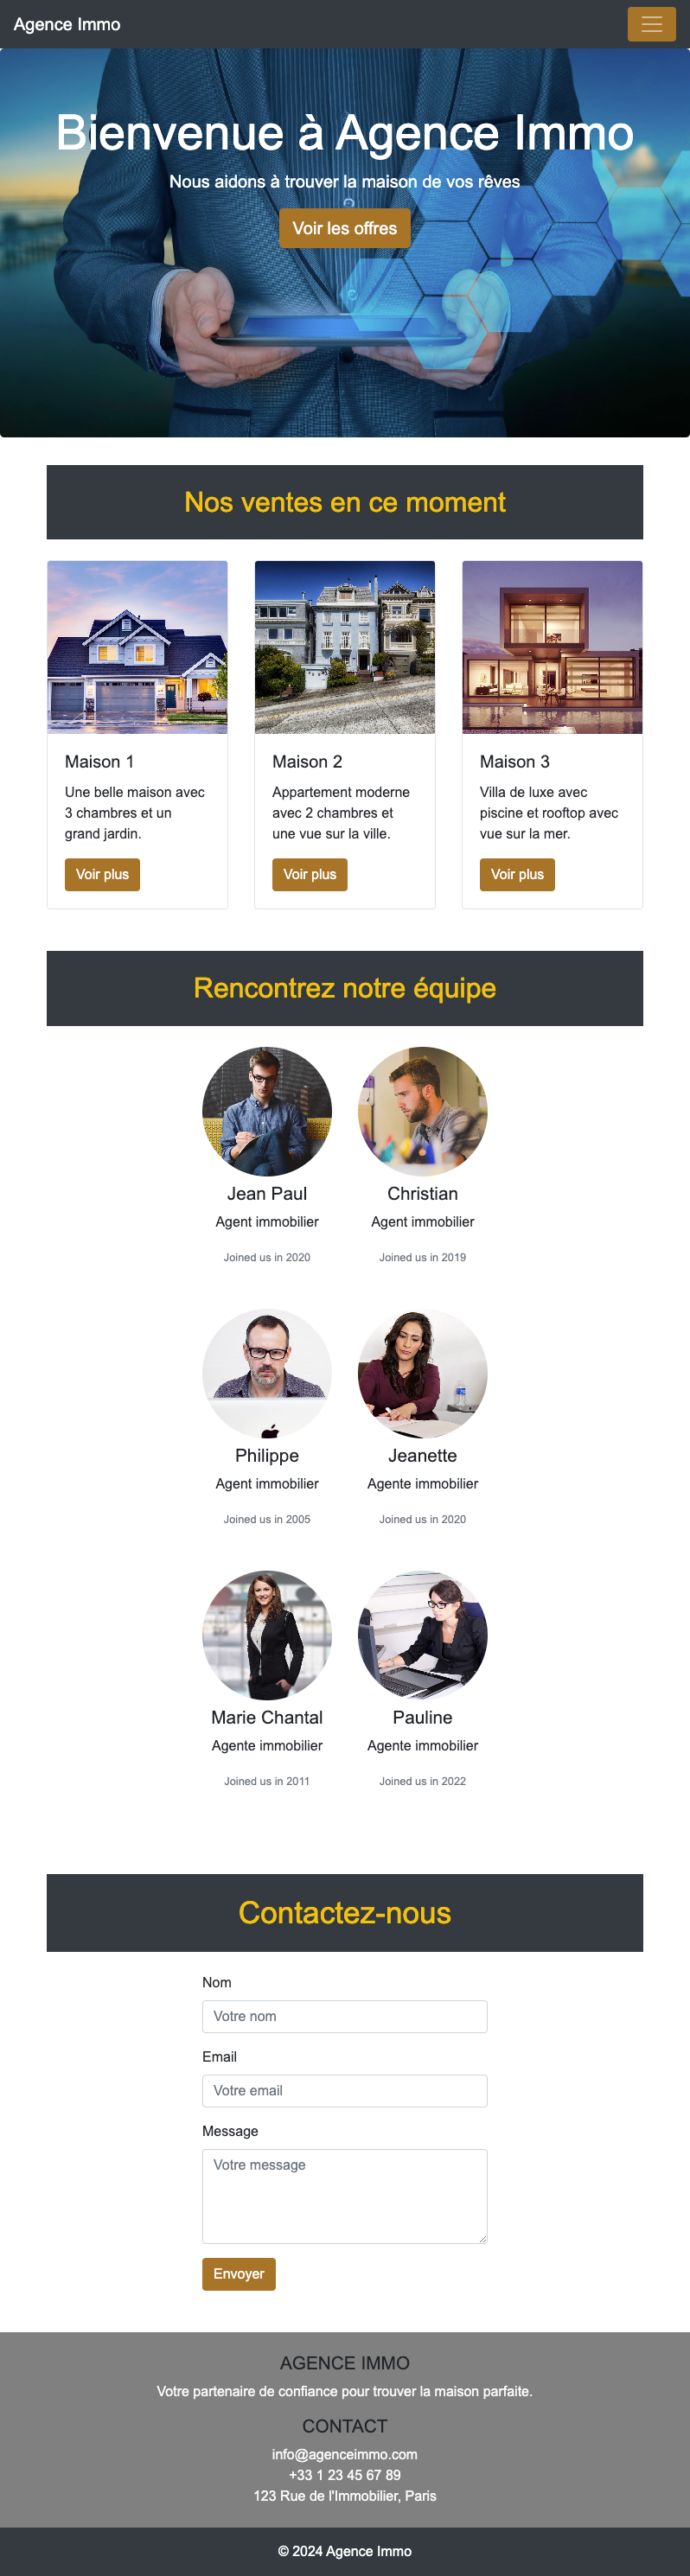 Agence Immo
Bienvenue à Agence Immo
Nous aidons à trouver la maison de vos rêves
Voir les offres
Nos ventes en ce moment
Maison 1
Une belle maison avec
3 chambres et un
grand jardin.
Voir plus
Maison 2
Appartement moderne
avec 2 chambres et
une vue sur la ville.
Voir plus
Maison 3
Villa de luxe avec
piscine et rooftop avec
vue sur la mer.
Voir plus
Rencontrez notre équipe
Jean Paul
Agent immobilier
Joined us in 2020
Christian
Agent immobilier
Joined us in 2019
Philippe
Agent immobilier
Joined us in 2005
Jeanette
Agente immobilier
Joined us in 2020
Marie Chantal
Agente immobilier
Joined us in 2011
Pauline
Agente immobilier
Joined us in 2022
Contactez-nous
Nom
Votre nom
Email
Votre email
Message
Votre message
Envoyer
AGENCE IMMO
Votre partenaire de confiance pour trouver la maison parfaite.
CONTACT
info@agenceimmo.com
+33 1 23 45 67 89
123 Rue de l'Immobilier, Paris
© 2024 Agence Immo